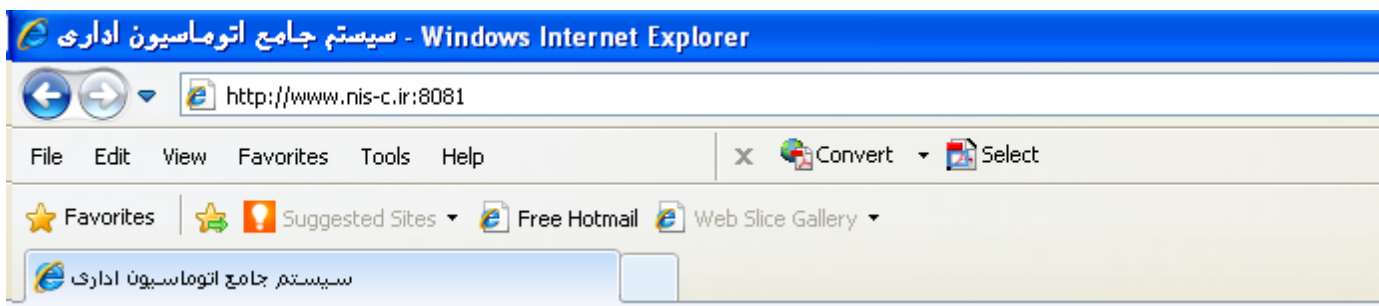 سیستم جامع اتوماسیون اداری - Windows Internet Explorer
http://www.nis-c.ir:8081
File Edit View Favorites Tools Help x Convert Select
Favorites Suggested Sites Free Hotmail Web Slice Gallery
سیستم جامع اتوماسیون اداری